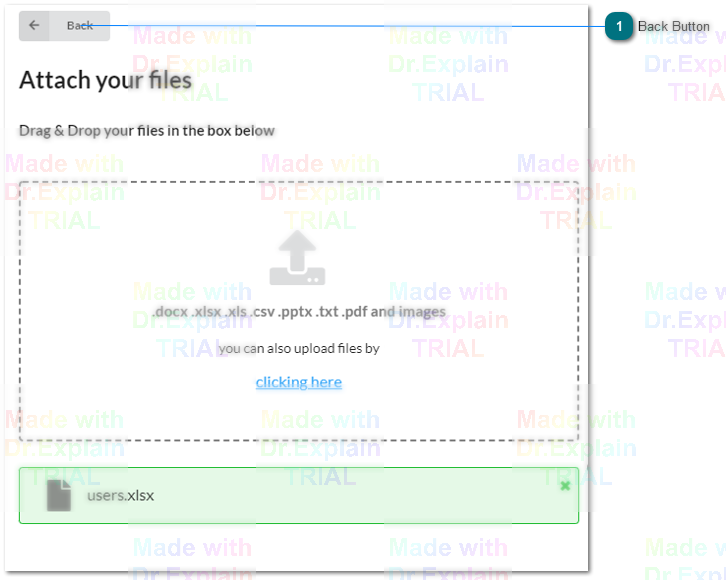 Back
1 Back Button
Attach your files
Drag & Drop your files in the box below
.docx .xlsx .xls .csv .pptx .txt .pdf and images
you can also upload files by
clicking here
users.xlsx
Made with
Dr.Explain
TRIAL